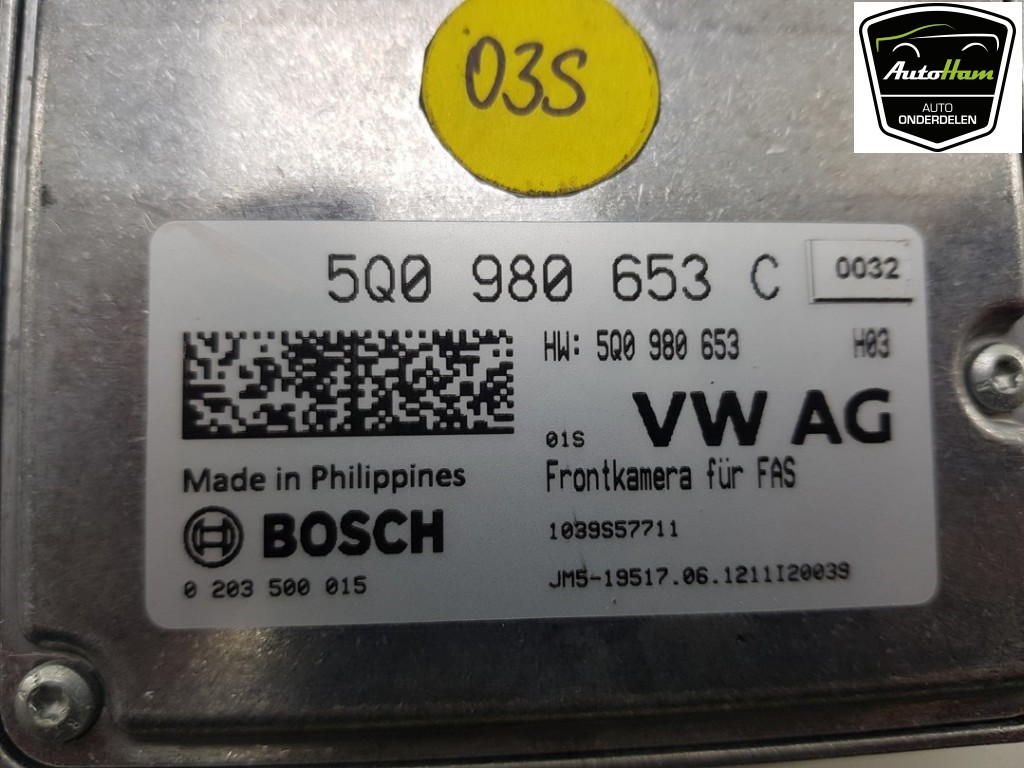 03S
AutoHam
AUTO
ONDERDELEN
5Q0 980 653 C 0032
HW: 5Q0 980 653 H03
01S VW AG
Made in Philippines
Frontkamera für FAS
BOSCH
1039S57711
0 203 500 015
JM5-19517.06.1211I20039